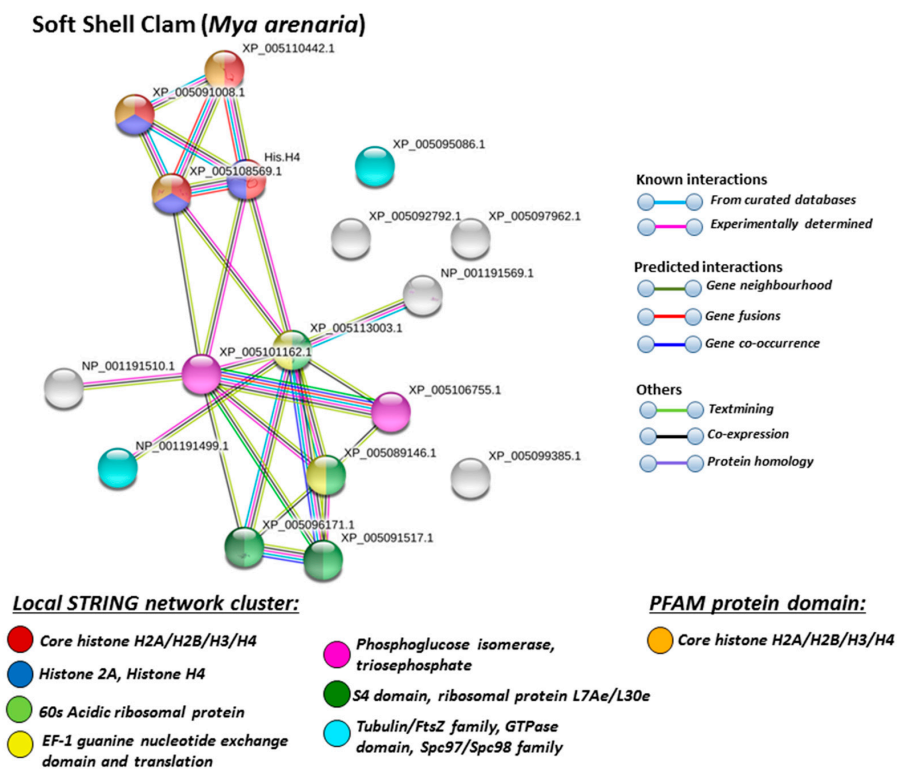 Soft Shell Clam (Mya arenaria)
XP_005110442.1
XP_005091008.1
His.H4
XP_005108569.1
XP_005095086.1
XP_005092792.1
XP_005097962.1
NP_001191569.1
XP_005113003.1
XP_005101162.1
NP_001191510.1
XP_005106755.1
NP_001191499.1
XP_005089146.1
XP_005099385.1
XP_005096171.1
XP_005091517.1
Known interactions
From curated databases
Experimentally determined
Predicted interactions
Gene neighbourhood
Gene fusions
Gene co-occurrence
Others
Textmining
Co-expression
Protein homology
Local STRING network cluster:
Core histone H2A/H2B/H3/H4
Histone 2A, Histone H4
60s Acidic ribosomal protein
EF-1 guanine nucleotide exchange
domain and translation
Phosphoglucose isomerase,
triosephosphate
S4 domain, ribosomal protein L7Ae/L30e
Tubulin/FtsZ family, GTPase
domain, Spc97/Spc98 family
PFAM protein domain:
Core histone H2A/H2B/H3/H4